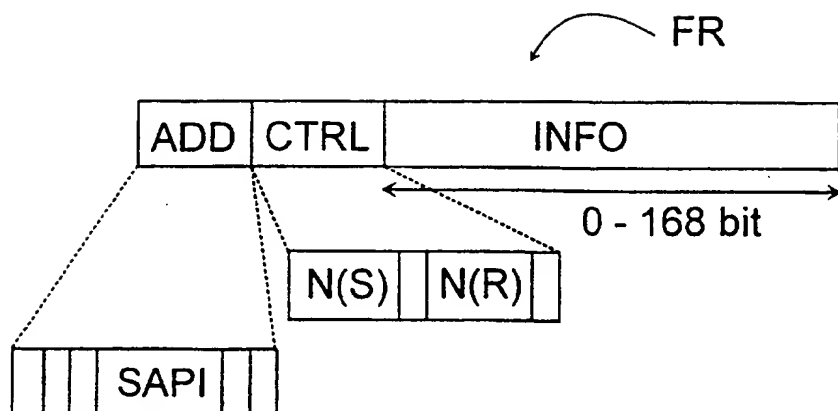 FR
ADD CTRL INFO
0 - 168 bit
N(S) N(R)
SAPI